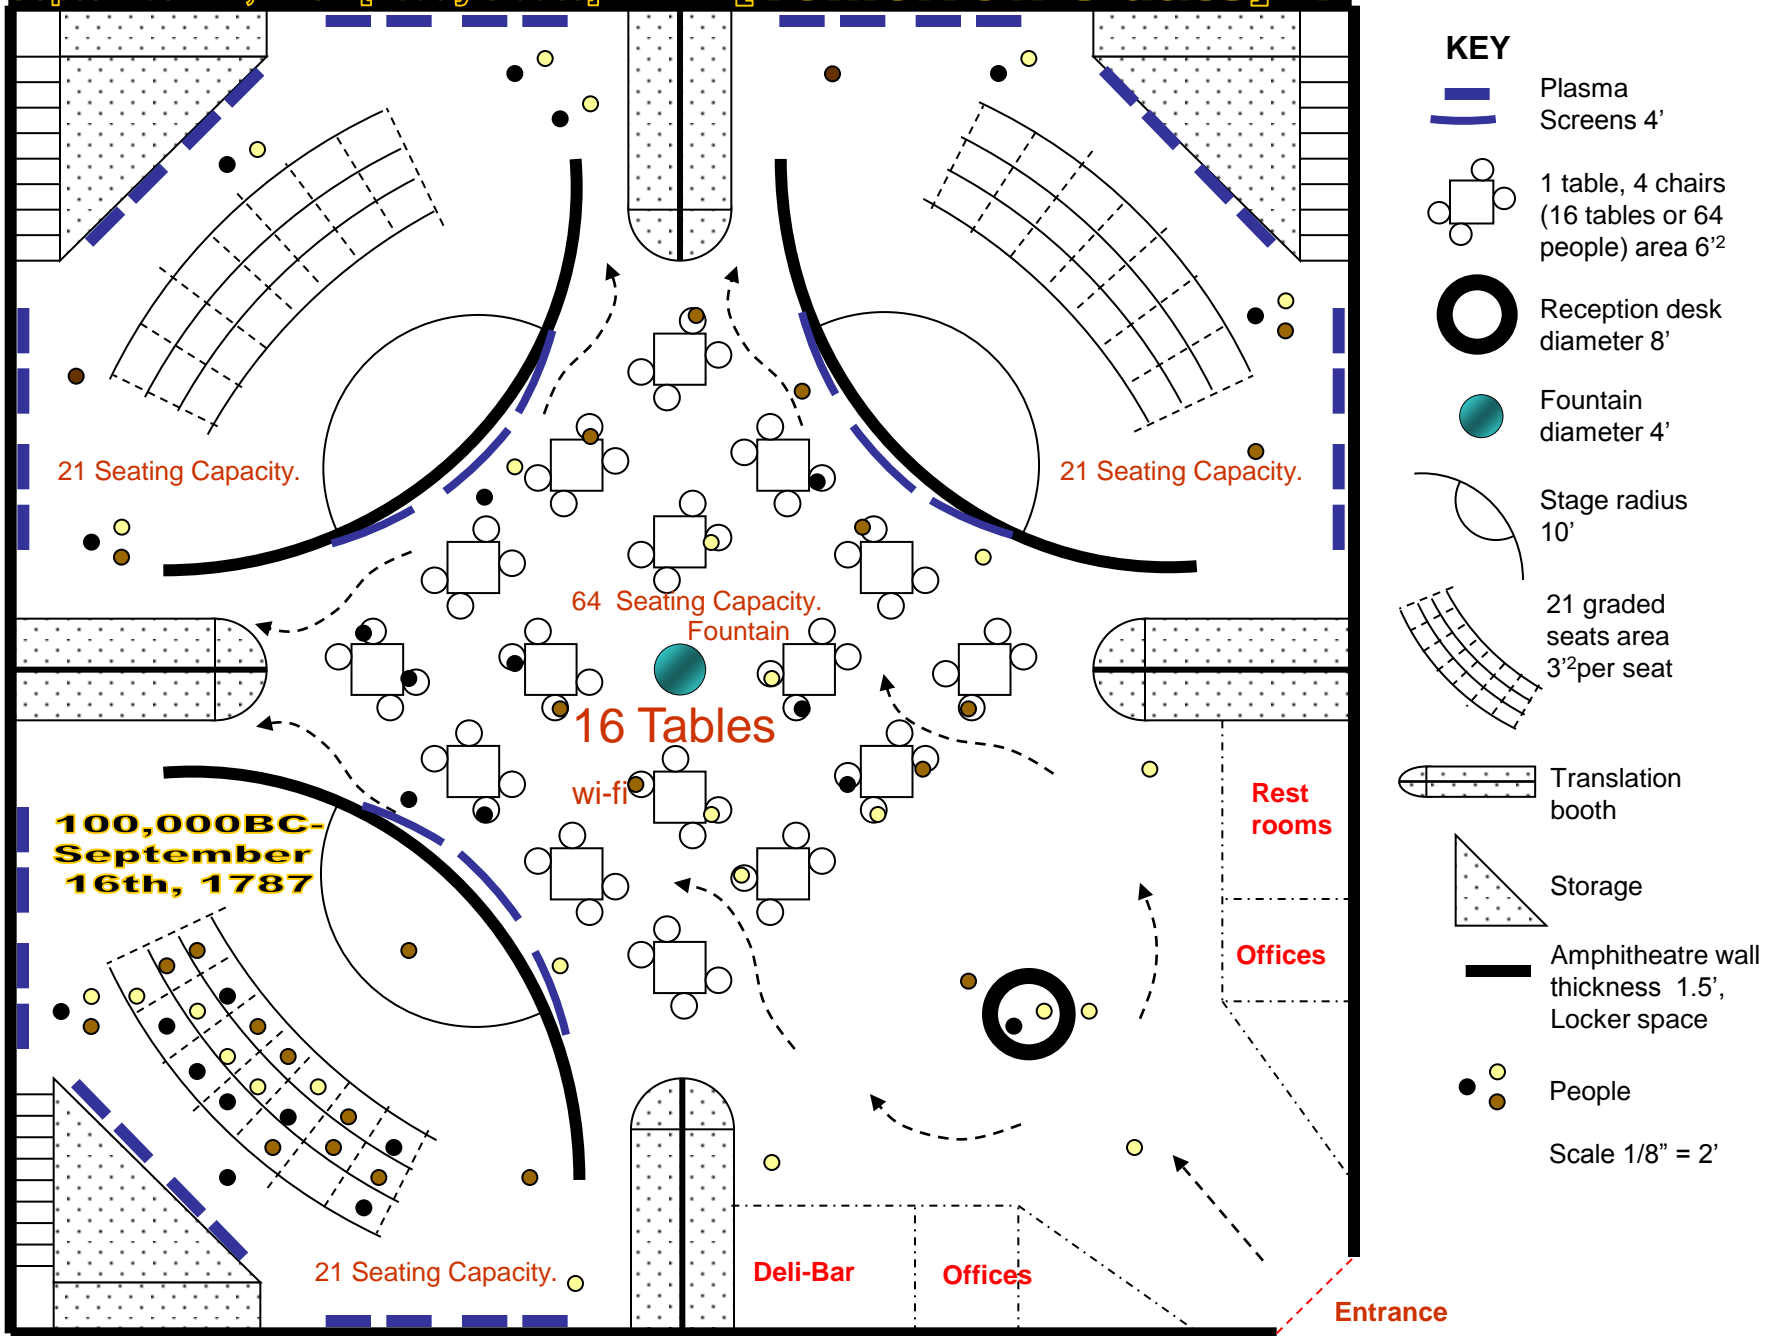 KEY
Plasma
Screens 4’
1 table, 4 chairs
(16 tables or 64
people) area 6’2
Reception desk
diameter 8’
Fountain
diameter 4’
Stage radius
10’
21 graded
seats area
3’2per seat
Translation
booth
Storage
Amphitheatre wall
thickness 1.5’,
Locker space
People
Scale 1/8” = 2’
21 Seating Capacity.
21 Seating Capacity.
64 Seating Capacity.
Fountain
16 Tables
wi-fi
100,000BC-
September
16th, 1787
Rest
rooms
Offices
21 Seating Capacity.
Deli-Bar
Offices
Entrance